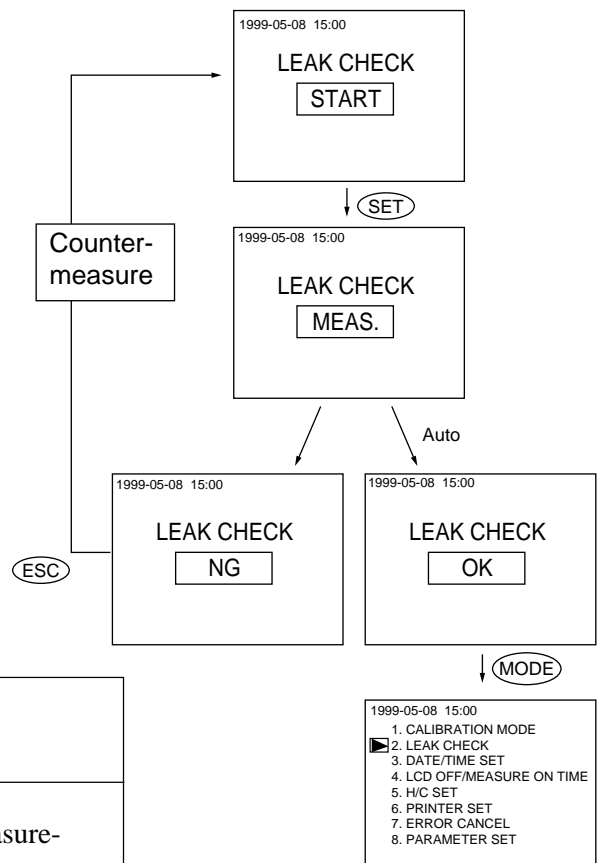 1999-05-08 15:00
LEAK CHECK
START
SET
Counter-
measure
1999-05-08 15:00
LEAK CHECK
MEAS.
Auto
1999-05-08 15:00
LEAK CHECK
NG
ESC
1999-05-08 15:00
LEAK CHECK
OK
MODE
1999-05-08 15:00
1. CALIBRATION MODE
2. LEAK CHECK
3. DATE/TIME SET
4. LCD OFF/MEASURE ON TIME
5. H/C SET
6. PRINTER SET
7. ERROR CANCEL
8. PARAMETER SET